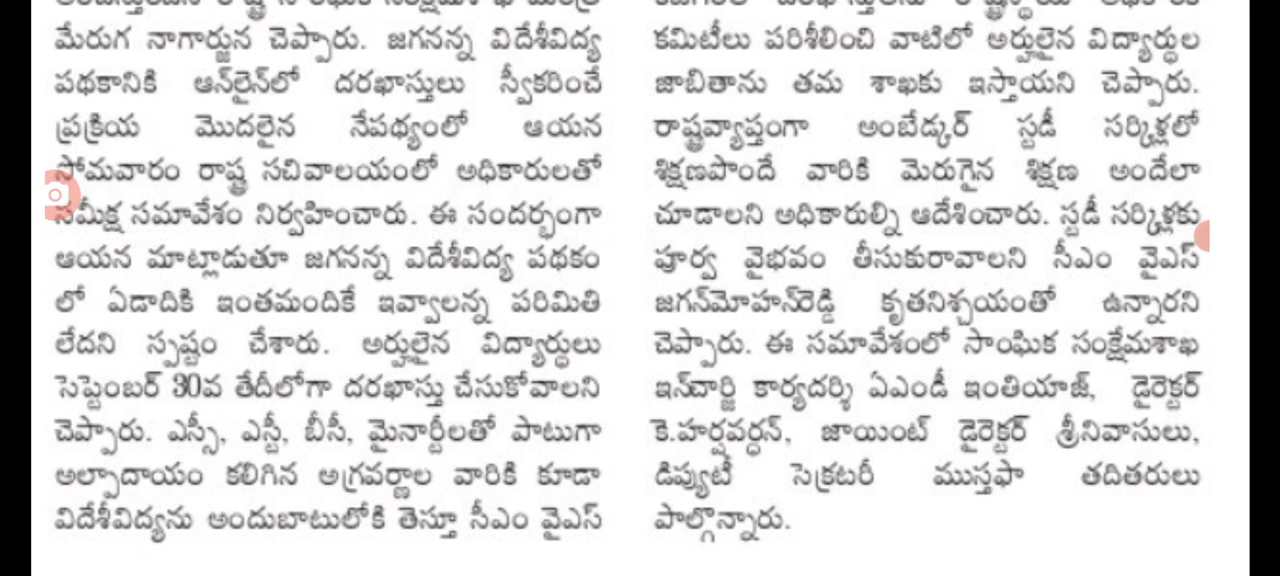 మేరుగ నాగార్జున చెప్పారు. జగనన్న విదేశీవిద్య
పథకానికి ఆన్‌లైన్‌లో దరఖాస్తులు స్వీకరించే
ప్రక్రియ మొదలైన నేపథ్యంలో ఆయన
సోమవారం రాష్ట్ర సచివాలయంలో అధికారులతో
సమీక్ష సమావేశం నిర్వహించారు. ఈ సందర్భంగా
ఆయన మాట్లాడుతూ జగనన్న విదేశీవిద్య పథకం
లో ఏడాదికి ఇంతమందికే ఇవ్వాలన్న పరిమితి
లేదని స్పష్టం చేశారు. అర్హులైన విద్యార్థులు
సెప్టెంబర్ 30వ తేదీలోగా దరఖాస్తు చేసుకోవాలని
చెప్పారు. ఎస్సీ, ఎస్టీ, బీసీ, మైనార్టీలతో పాటుగా
అల్పాదాయం కలిగిన అగ్రవర్ణాల వారికి కూడా
విదేశీవిద్యను అందుబాటులోకి తెస్తూ సీఎం వైఎస్
కమిటీలు పరిశీలించి వాటిలో అర్హులైన విద్యార్థుల
జాబితాను తమ శాఖకు ఇస్తాయని చెప్పారు.
రాష్ట్రవ్యాప్తంగా అంబేడ్కర్ స్టడీ సర్కిళ్లలో
శిక్షణపొందే వారికి మెరుగైన శిక్షణ అందేలా
చూడాలని అధికారుల్ని ఆదేశించారు. స్టడీ సర్కిళ్లకు
పూర్వ వైభవం తీసుకురావాలని సీఎం వైఎస్
జగన్‌మోహన్‌రెడ్డి కృతనిశ్చయంతో ఉన్నారని
చెప్పారు. ఈ సమావేశంలో సాంఘిక సంక్షేమశాఖ
ఇన్‌చార్జి కార్యదర్శి ఏఎండీ ఇంతియాజ్, డైరెక్టర్
కె.హర్షవర్ధన్, జాయింట్ డైరెక్టర్ శ్రీనివాసులు,
డిప్యుటీ సెక్రటరీ ముస్తఫా తదితరులు
పాల్గొన్నారు.